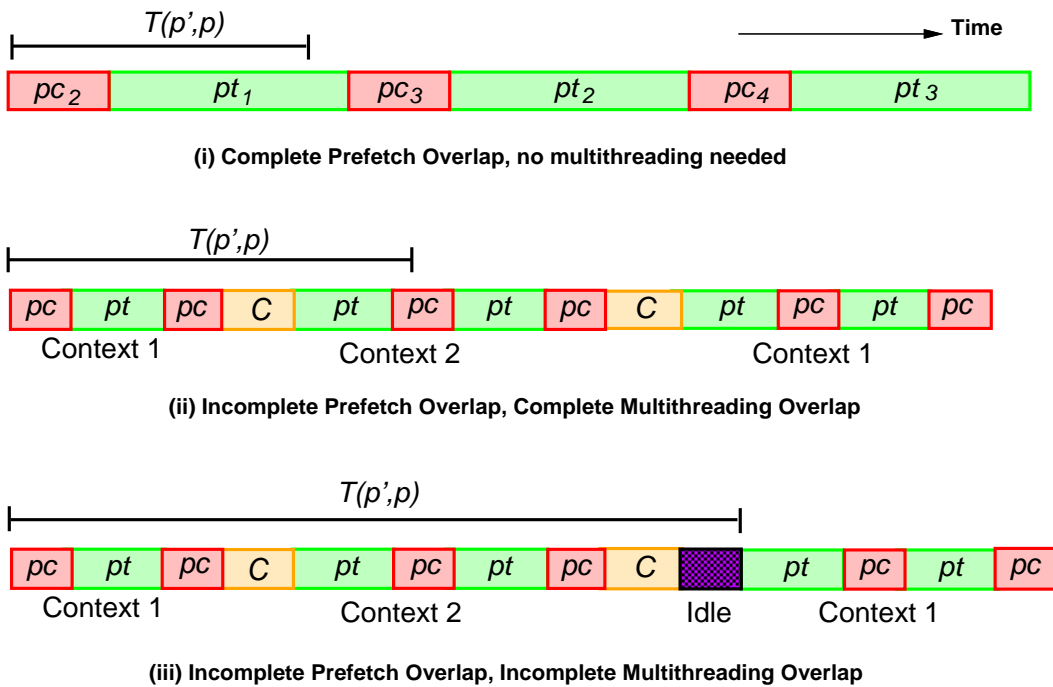 T(p',p)
Time
pc2 pt1 pc3 pt2 pc4 pt3
(i) Complete Prefetch Overlap, no multithreading needed
T(p',p)
pc pt pc C pt pc pt pc C pt pc pt pc
Context 1 Context 2 Context 1
(ii) Incomplete Prefetch Overlap, Complete Multithreading Overlap
T(p',p)
pc pt pc C pt pc pt pc C pt pc pt pc
Context 1 Context 2 Idle Context 1
(iii) Incomplete Prefetch Overlap, Incomplete Multithreading Overlap